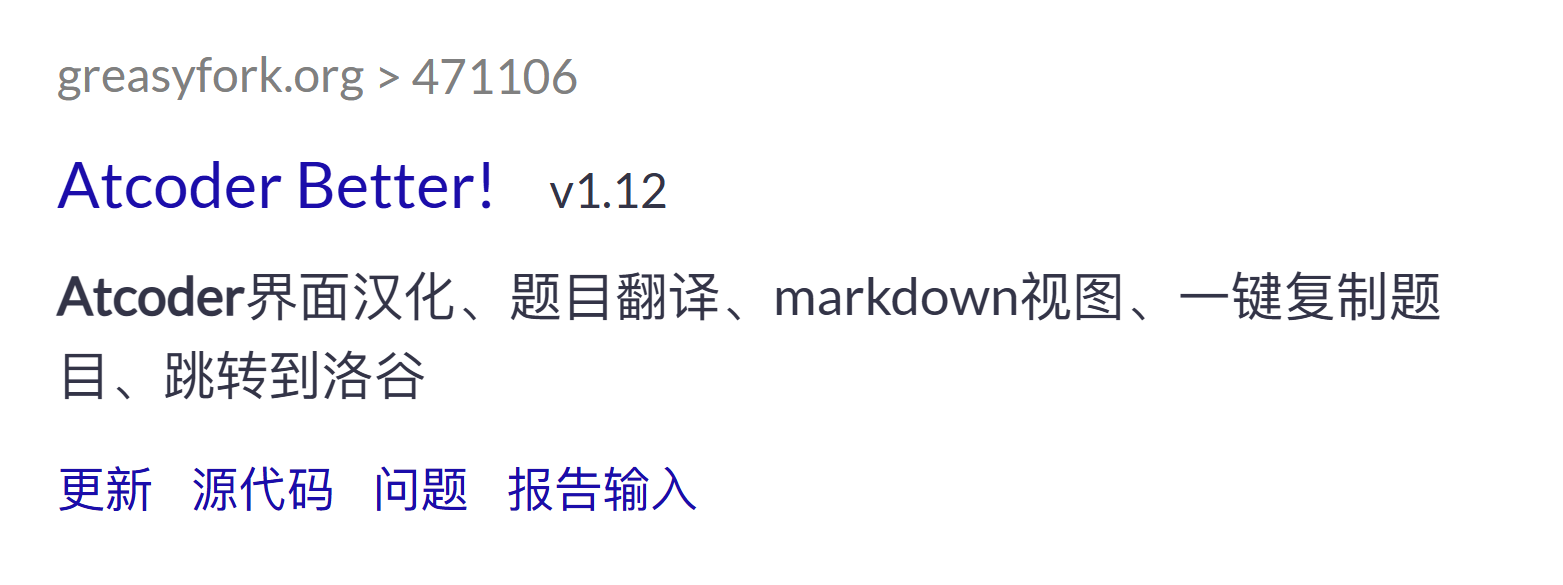 greasyfork.org > 471106
Atcoder Better! v1.12
Atcoder界面汉化、题目翻译、markdown视图、一键复制题
目、跳转到洛谷
更新 源代码 问题 报告输入